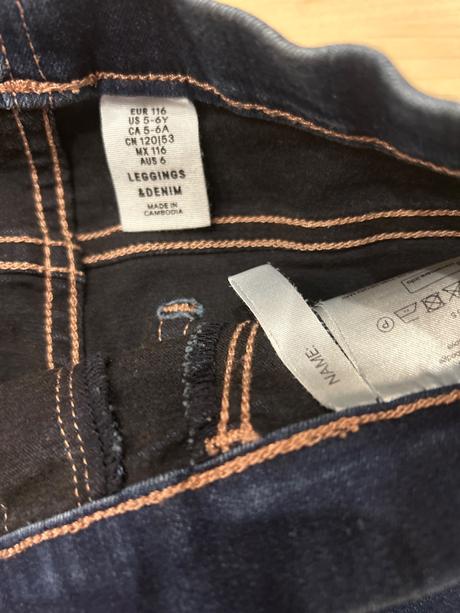 EUR 116
US 5-6Y
CA 5-6A
CN 120|53
MX 116
AUS 6
LEGGINGS
&DENIM
MADE IN
CAMBODIA
NAME:
P